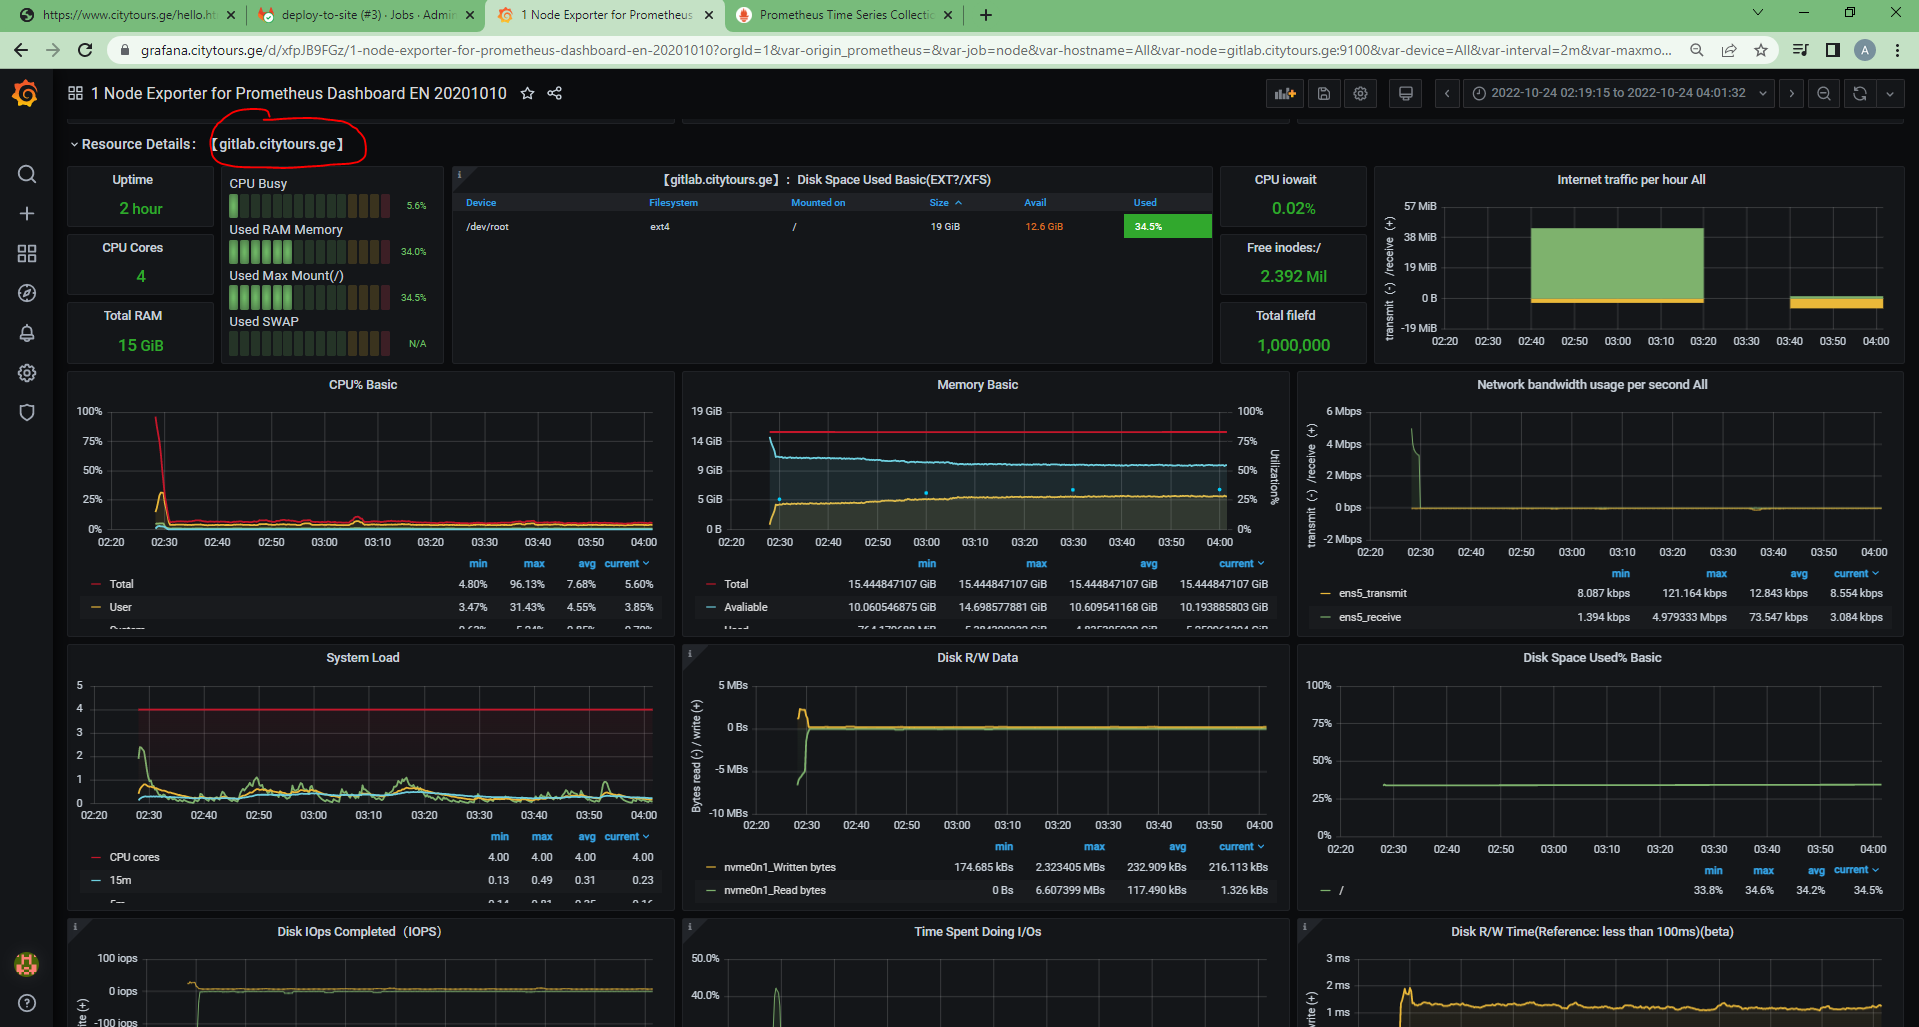 https://www.citytours.ge/hello.ht
deploy-to-site (#3) · Jobs · Admin
1 Node Exporter for Prometheus
Prometheus Time Series Collectio
grafana.citytours.ge/d/xfpJB9FGz/1-node-exporter-for-prometheus-dashboard-en-20201010?orgId=1&var-origin_prometheus=&var-job=node&var-hostname=All&var-node=gitlab.citytours.ge:9100&var-device=All&var-interval=2m&var-maxmo...
A
1 Node Exporter for Prometheus Dashboard EN 20201010
2022-10-24 02:19:15 to 2022-10-24 04:01:32
Resource Details: 【gitlab.citytours.ge】
Uptime
2 hour
CPU Cores
4
Total RAM
15 GiB
CPU Busy
5.6%
Used RAM Memory
34.0%
Used Max Mount(/)
34.5%
Used SWAP
N/A
【gitlab.citytours.ge】: Disk Space Used Basic(EXT?/XFS)
Device Filesystem Mounted on Size Avail Used
/dev/root ext4 / 19 GiB 12.6 GiB 34.5%
CPU iowait
0.02%
Free inodes:/
2.392 Mil
Total filefd
1,000,000
Internet traffic per hour All
transmit (-) /receive (+)
57 MiB
38 MiB
19 MiB
0 B
-19 MiB
02:20 02:30 02:40 02:50 03:00 03:10 03:20 03:30 03:40 03:50 04:00
CPU% Basic
100%
75%
50%
25%
0%
02:20 02:30 02:40 02:50 03:00 03:10 03:20 03:30 03:40 03:50 04:00
min max avg current
Total 4.80% 96.13% 7.68% 5.60%
User 3.47% 31.43% 4.55% 3.85%
Memory Basic
19 GiB
14 GiB
9 GiB
5 GiB
0 B
100%
75%
50%
25%
0%
Utilization%
02:20 02:30 02:40 02:50 03:00 03:10 03:20 03:30 03:40 03:50 04:00
min max avg current
Total 15.444847107 GiB 15.444847107 GiB 15.444847107 GiB 15.444847107 GiB
Avaliable 10.060546875 GiB 14.698577881 GiB 10.609541168 GiB 10.193885803 GiB
Network bandwidth usage per second All
transmit (-) /receive (+)
6 Mbps
4 Mbps
2 Mbps
0 bps
-2 Mbps
02:20 02:30 02:40 02:50 03:00 03:10 03:20 03:30 03:40 03:50 04:00
min max avg current
ens5_transmit 8.087 kbps 121.164 kbps 12.843 kbps 8.554 kbps
ens5_receive 1.394 kbps 4.979333 Mbps 73.547 kbps 3.084 kbps
System Load
5
4
3
2
1
0
02:20 02:30 02:40 02:50 03:00 03:10 03:20 03:30 03:40 03:50 04:00
min max avg current
CPU cores 4.00 4.00 4.00 4.00
15m 0.13 0.49 0.31 0.23
Disk R/W Data
Bytes read (-) / write (+)
5 MBs
0 Bs
-5 MBs
-10 MBs
02:20 02:30 02:40 02:50 03:00 03:10 03:20 03:30 03:40 03:50 04:00
min max avg current
nvme0n1_Written bytes 174.685 kBs 2.323405 MBs 232.909 kBs 216.113 kBs
nvme0n1_Read bytes 0 Bs 6.607399 MBs 117.490 kBs 1.326 kBs
Disk Space Used% Basic
100%
75%
50%
25%
0%
02:20 02:30 02:40 02:50 03:00 03:10 03:20 03:30 03:40 03:50 04:00
min max avg current
/ 33.8% 34.6% 34.2% 34.5%
Disk IOps Completed（IOPS）
100 iops
0 iops
-100 iops
Time Spent Doing I/Os
50.0%
40.0%
Disk R/W Time(Reference: less than 100ms)(beta)
3 ms
2 ms
1 ms